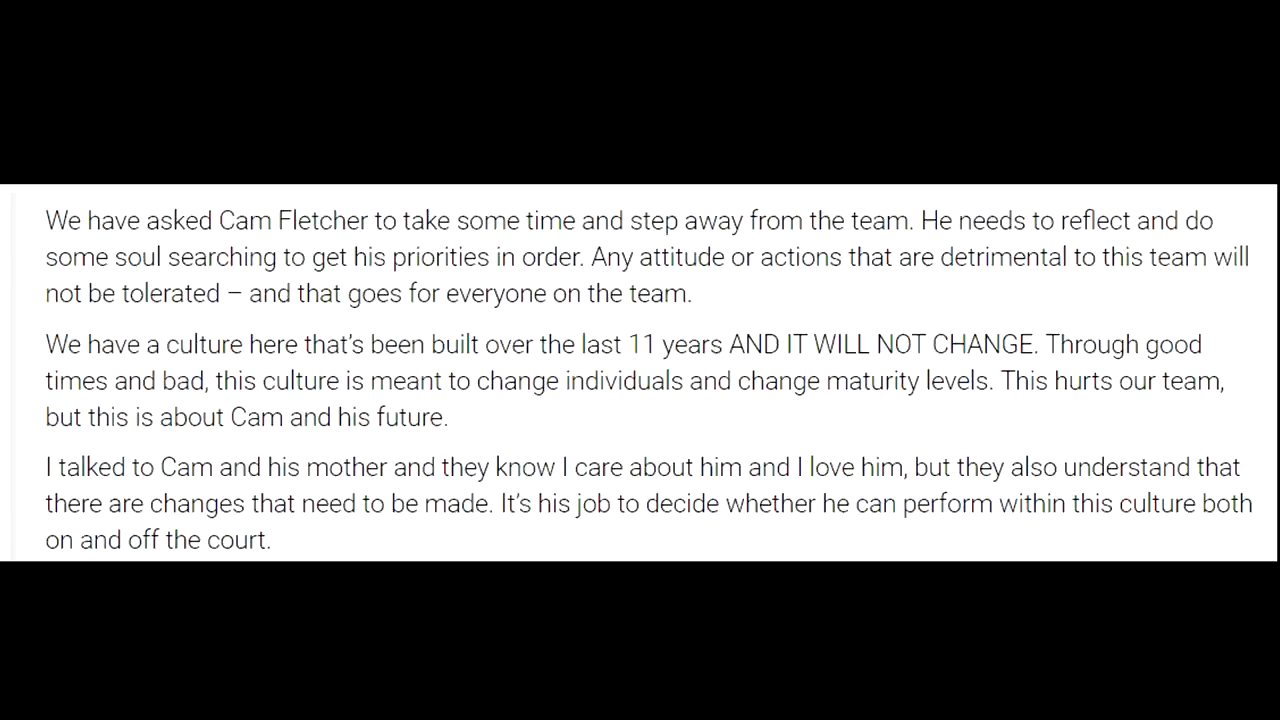 We have asked Cam Fletcher to take some time and step away from the team. He needs to reflect and do
some soul searching to get his priorities in order. Any attitude or actions that are detrimental to this team will
not be tolerated – and that goes for everyone on the team.
We have a culture here that’s been built over the last 11 years AND IT WILL NOT CHANGE. Through good
times and bad, this culture is meant to change individuals and change maturity levels. This hurts our team,
but this is about Cam and his future.
I talked to Cam and his mother and they know I care about him and I love him, but they also understand that
there are changes that need to be made. It’s his job to decide whether he can perform within this culture both
on and off the court.